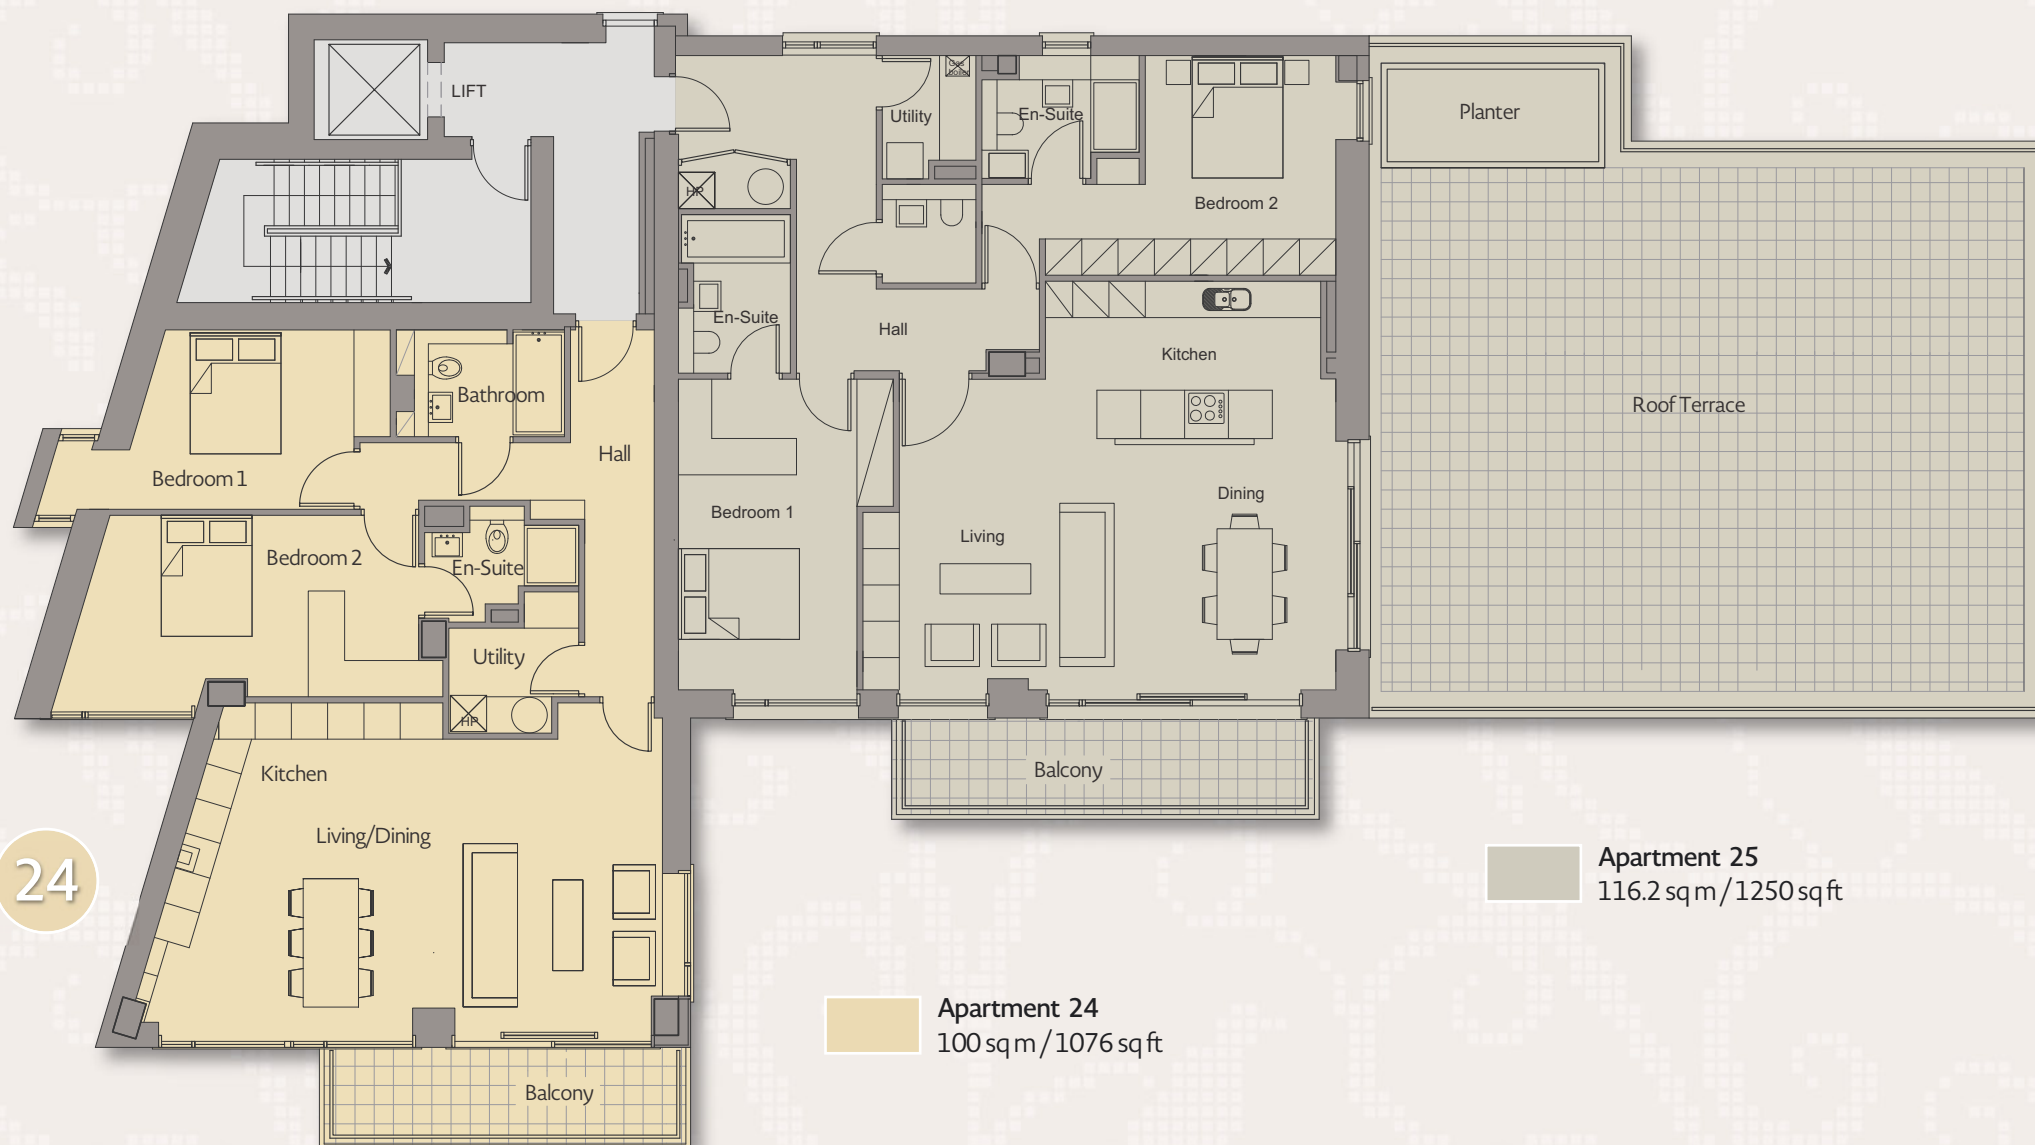 LIFT
Gas
boiler
Utility
En-Suite
Planter
HP
Bedroom 2
En-Suite
Hall
Kitchen
Roof Terrace
Bathroom
Hall
Bedroom 1
Dining
Bedroom 1
Living
Bedroom 2
En-Suite
Utility
HP
Kitchen
Balcony
Living/Dining
24
Apartment 25
116.2 sq m / 1250 sq ft
Apartment 24
100 sq m / 1076 sq ft
Balcony